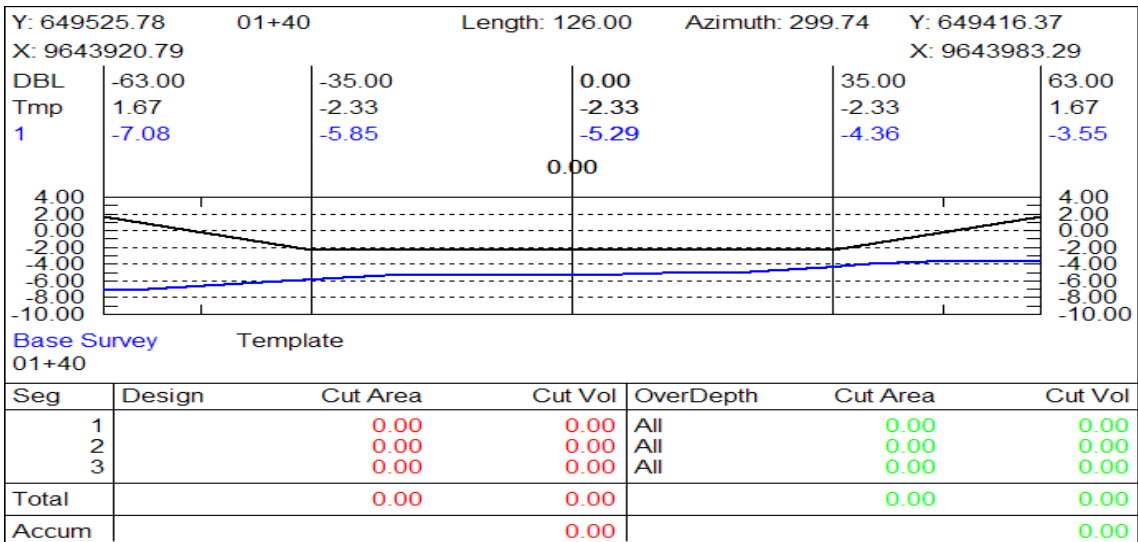 Y: 649525.78 01+40 Length: 126.00 Azimuth: 299.74 Y: 649416.37
X: 9643920.79 X: 9643983.29
DBL -63.00 -35.00 0.00 35.00 63.00
Tmp 1.67 -2.33 -2.33 -2.33 1.67
1 -7.08 -5.85 -5.29 -4.36 -3.55
0.00
4.00 4.00
2.00 2.00
0.00 0.00
-2.00 -2.00
-4.00 -4.00
-6.00 -6.00
-8.00 -8.00
-10.00 -10.00
Base Survey Template
01+40
Seg Design Cut Area Cut Vol OverDepth Cut Area Cut Vol
1 0.00 0.00 All 0.00 0.00
2 0.00 0.00 All 0.00 0.00
3 0.00 0.00 All 0.00 0.00
Total 0.00 0.00 0.00 0.00
Accum 0.00 0.00